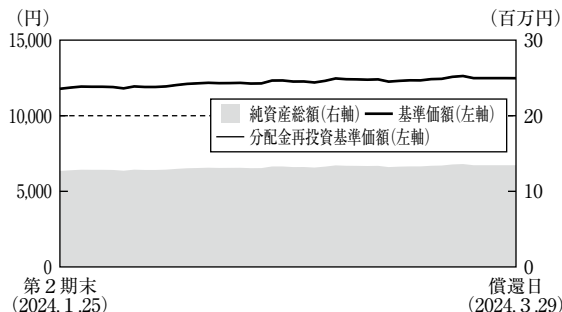 (円)
(百万円)
15,000
30
10,000
20
純資産総額(右軸) 基準価額(左軸)
分配金再投資基準価額(左軸)
5,000
10
0
0
第2期末
償還日
(2024.1.25)
(2024.3.29)